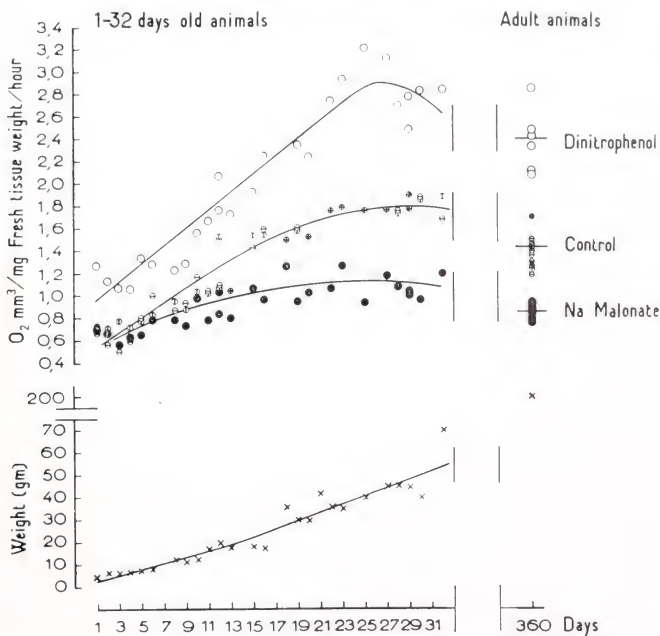 1-32 days old animals
Adult animals
O₂ mm³/mg Fresh tissue weight/hour
3,4
3,2
3,0
2,8
2,6
2,4
2,2
2,0
1,8
1,6
1,4
1,2
1,0
0,8
0,6
0,4
Dinitrophenol
Control
Na Malonate
Weight (gm)
200
70
60
50
40
30
20
10
0
1 3 5 7 9 11 13 15 17 19 21 23 25 27 29 31
360 Days